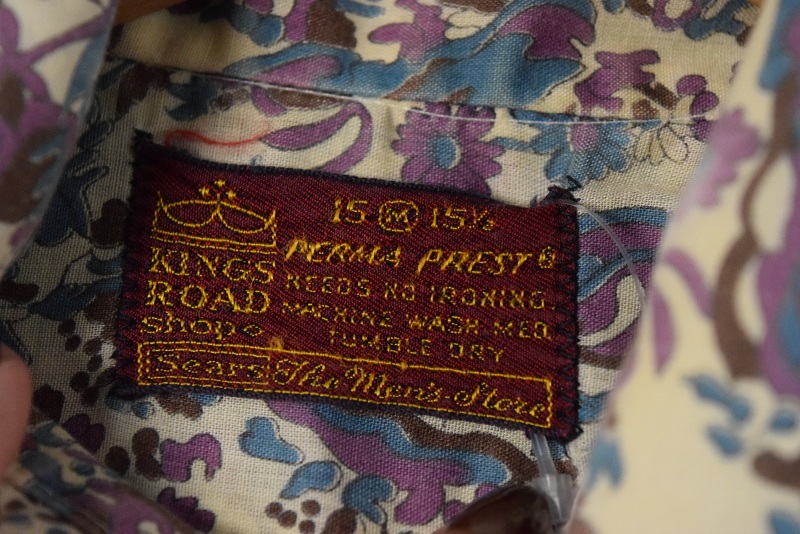 15 M 15½
KINGS
ROAD
shop
PERMA PREST ®
NEEDS NO IRONING
MACHINE WASH MED
TUMBLE DRY
Sears The Men's Store